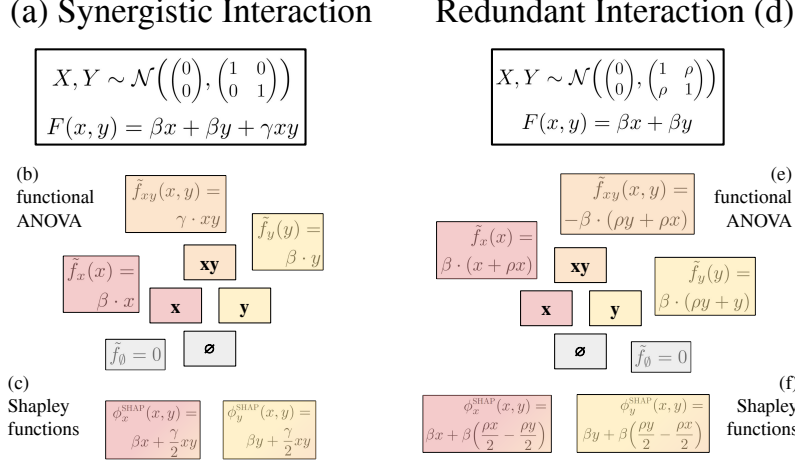 (a) Synergistic Interaction
X, Y ∼ 𝒩((0 0), (1 0 0 1))
F(x, y) = βx + βy + γxy
(b)
functional
ANOVA
f̃_xy(x, y) =
γ · xy
f̃_y(y) =
β · y
f̃_x(x) =
β · x
xy
x
y
ø
f̃_∅ = 0
(c)
Shapley
functions
ϕ_x^SHAP(x, y) =
βx + γ/2 xy
ϕ_y^SHAP(x, y) =
βy + γ/2 xy
Redundant Interaction (d)
X, Y ∼ 𝒩((0 0), (1 ρ ρ 1))
F(x, y) = βx + βy
(e)
functional
ANOVA
f̃_xy(x, y) =
−β · (ρy + ρx)
f̃_x(x) =
β · (x + ρx)
f̃_y(y) =
β · (ρy + y)
xy
x
y
ø
f̃_∅ = 0
(f)
Shapley
functions
ϕ_x^SHAP(x, y) =
βx + β(ρx/2 − ρy/2)
ϕ_y^SHAP(x, y) =
βy + β(ρy/2 − ρx/2)